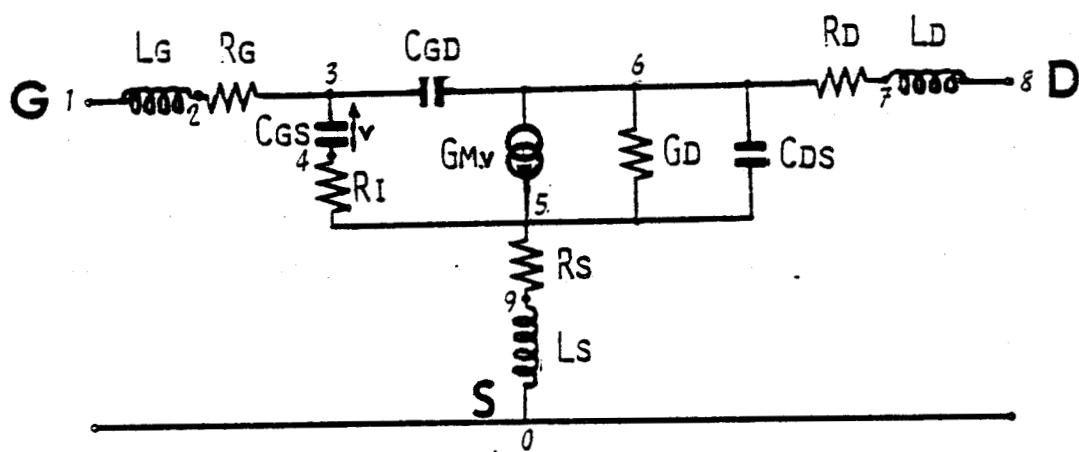 LG RG 3 CGD 6 RD LD
G 1 2 7 8 D
CGS v GMv GD CDS
4 RI
5.
RS
9
LS
S
0